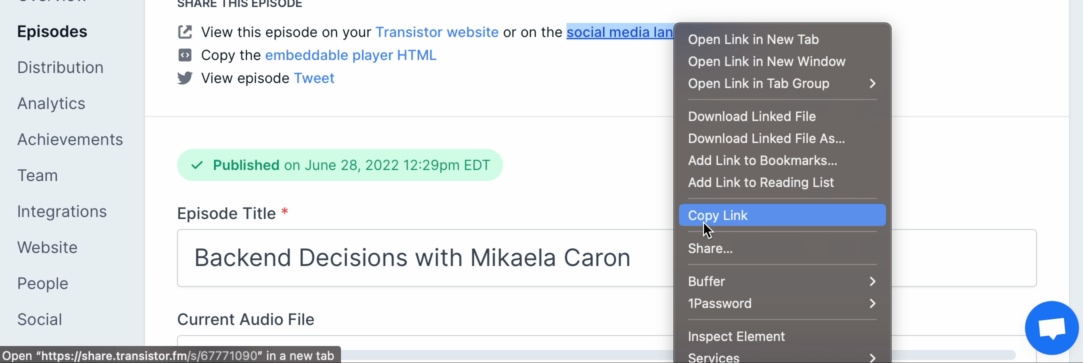 SHARE THIS EPISODE
Episodes
View this episode on your Transistor website or on the social media lan
Copy the embeddable player HTML
View episode Tweet
Distribution
Analytics
Achievements
Team
Integrations
Website
People
Social
Published on June 28, 2022 12:29pm EDT
Episode Title *
Backend Decisions with Mikaela Caron
Current Audio File
Open Link in New Tab
Open Link in New Window
Open Link in Tab Group
Download Linked File
Download Linked File As...
Add Link to Bookmarks...
Add Link to Reading List
Copy Link
Share...
Buffer
1Password
Inspect Element
Services
Open “https://share.transistor.fm/s/67771090” in a new tab